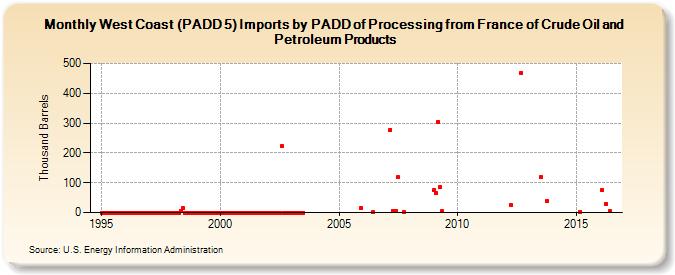 Monthly West Coast (PADD 5) Imports by PADD of Processing from France of Crude Oil and
Petroleum Products
Thousand Barrels
500
400
300
200
100
0
1995 2000 2005 2010 2015
Source: U.S. Energy Information Administration